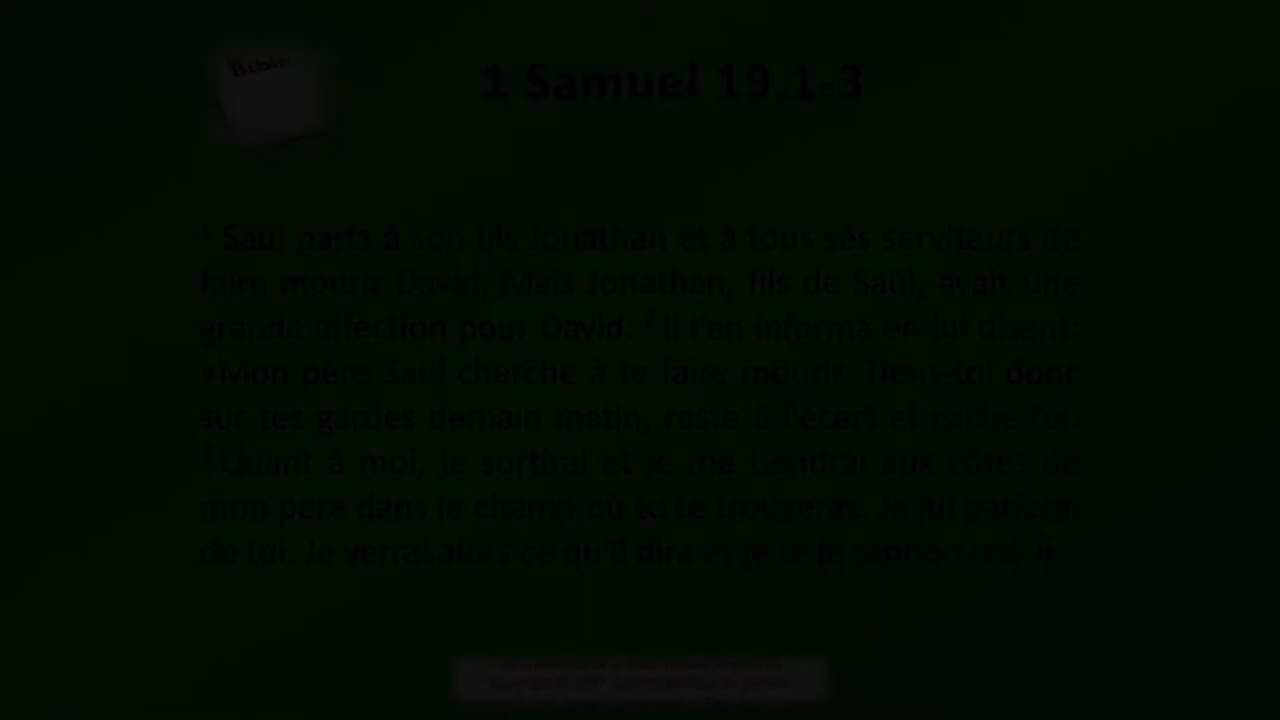 Bible
1 Samuel 19.1-3
1 Saül parla à son fils Jonathan et à tous ses serviteurs de
faire mourir David. Mais Jonathan, fils de Saül, avait une
grande affection pour David. 2 Il l'en informa en lui disant:
«Mon père Saül cherche à te faire mourir. Tiens-toi donc
sur tes gardes demain matin, reste à l'écart et cache-toi.
3 Quant à moi, je sortirai et je me tiendrai aux côtés de
mon père dans le champ où tu te trouveras. Je lui parlerai
de toi. Je verrai alors ce qu'il dira et je te le rapporterai.»